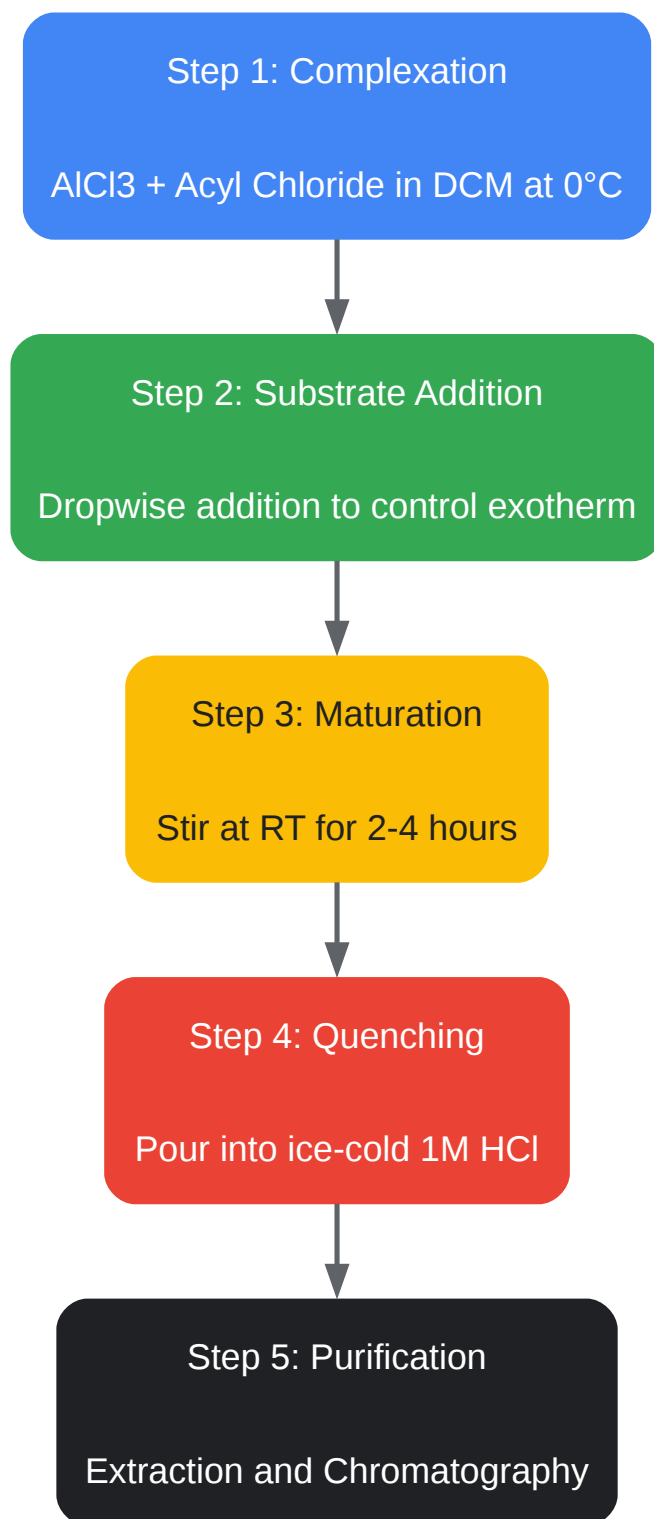 Step 1: Complexation
AlCl3 + Acyl Chloride in DCM at 0°C
Step 2: Substrate Addition
Dropwise addition to control exotherm
Step 3: Maturation
Stir at RT for 2-4 hours
Step 4: Quenching
Pour into ice-cold 1M HCl
Step 5: Purification
Extraction and Chromatography